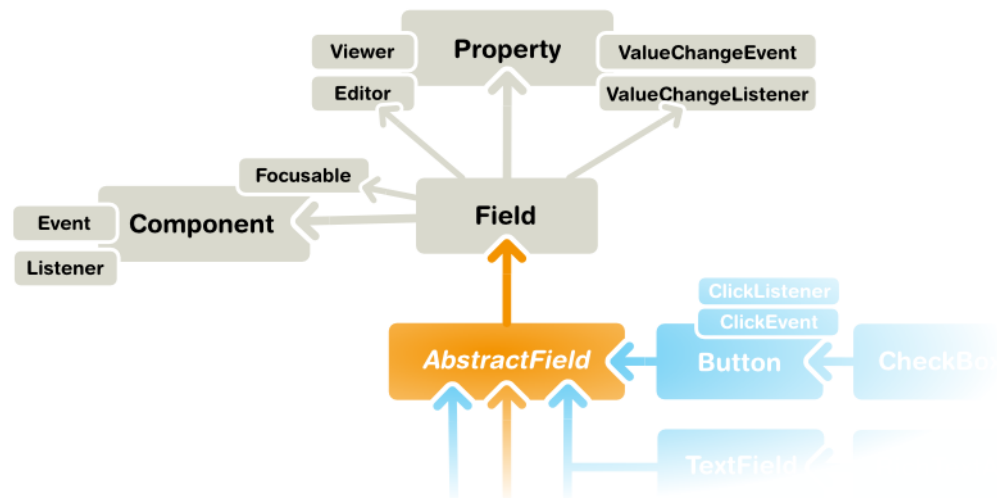 Viewer
Property
ValueChangeEvent
Editor
ValueChangeListener
Focusable
Event
Component
Field
Listener
ClickListener
ClickEvent
AbstractField
Button
TextField